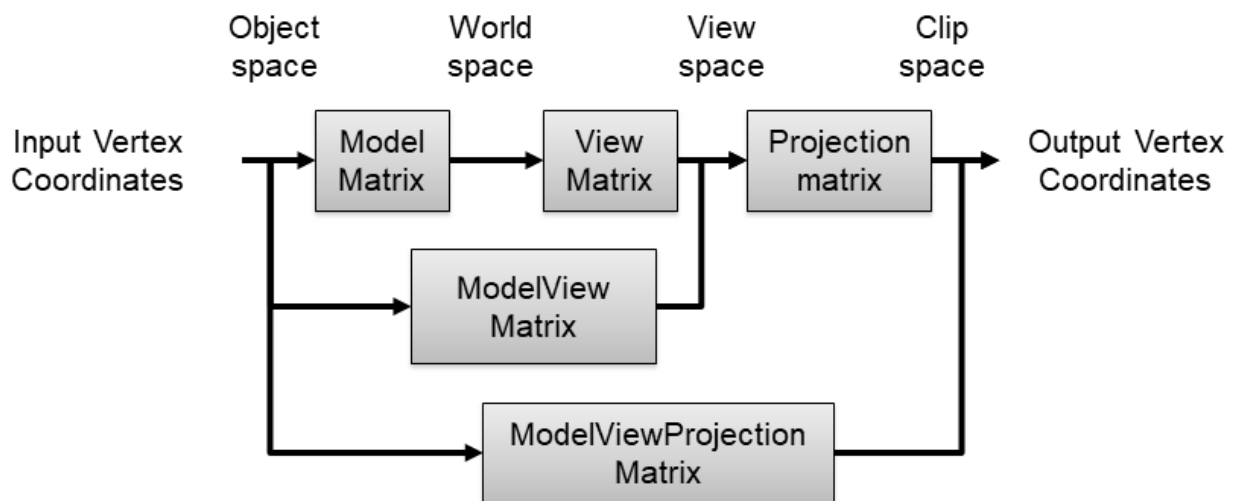 Object
space
World
space
View
space
Clip
space
Input Vertex
Coordinates
Model
Matrix
View
Matrix
Projection
matrix
Output Vertex
Coordinates
ModelView
Matrix
ModelViewProjection
Matrix